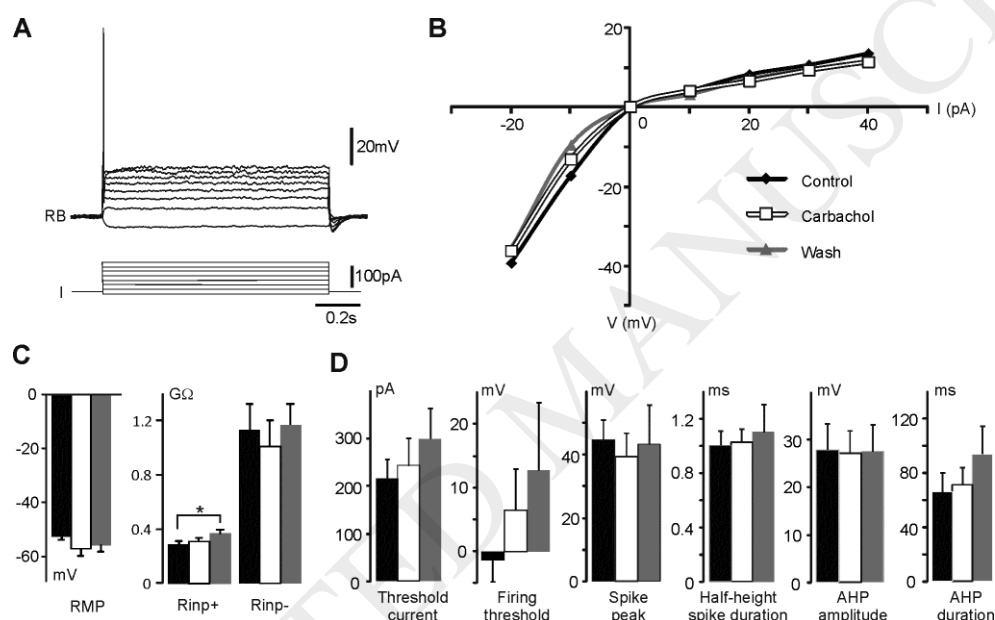 A
20mV
RB
100pA
I
0.2s
B
20
-20
0
20
40
I (pA)
-20
-40
V (mV)
Control
Carbachol
Wash
C
0
-20
-40
-60
mV
RMP
GΩ
1.2
0.8
0.4
0
*
Rinp+
Rinp-
D
pA
300
200
100
0
Threshold
current
mV
20
10
0
Firing
threshold
mV
40
20
0
Spike
peak
ms
1.2
0.8
0.4
0
Half-height
spike duration
mV
30
20
10
0
AHP
amplitude
ms
120
80
40
0
AHP
duration
TED MANUSC